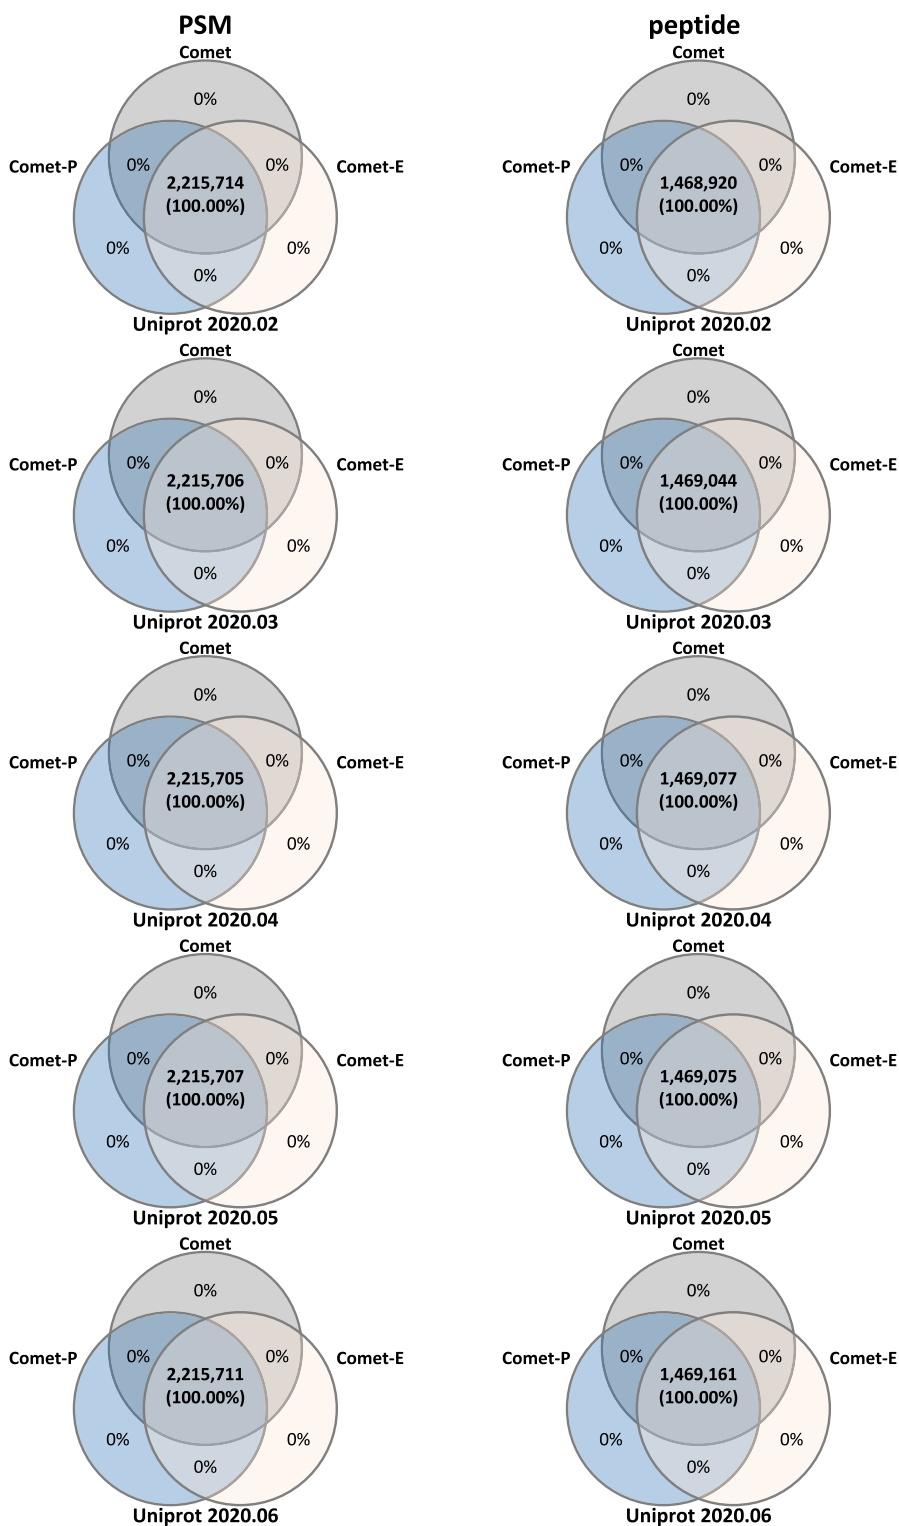 PSM
peptide
Comet
Comet
0%
0%
Comet-P
0%
0%
Comet-E
Comet-P
0%
0%
Comet-E
2,215,714
(100.00%)
1,468,920
(100.00%)
0%
0%
0%
0%
0%
0%
Uniprot 2020.02
Uniprot 2020.02
Comet
Comet
0%
0%
Comet-P
0%
0%
Comet-E
Comet-P
0%
0%
Comet-E
2,215,706
(100.00%)
1,469,044
(100.00%)
0%
0%
0%
0%
0%
0%
Uniprot 2020.03
Uniprot 2020.03
Comet
Comet
0%
0%
Comet-P
0%
0%
Comet-E
Comet-P
0%
0%
Comet-E
2,215,705
(100.00%)
1,469,077
(100.00%)
0%
0%
0%
0%
0%
0%
Uniprot 2020.04
Uniprot 2020.04
Comet
Comet
0%
0%
Comet-P
0%
0%
Comet-E
Comet-P
0%
0%
Comet-E
2,215,707
(100.00%)
1,469,075
(100.00%)
0%
0%
0%
0%
0%
0%
Uniprot 2020.05
Uniprot 2020.05
Comet
Comet
0%
0%
Comet-P
0%
0%
Comet-E
Comet-P
0%
0%
Comet-E
2,215,711
(100.00%)
1,469,161
(100.00%)
0%
0%
0%
0%
0%
0%
Uniprot 2020.06
Uniprot 2020.06